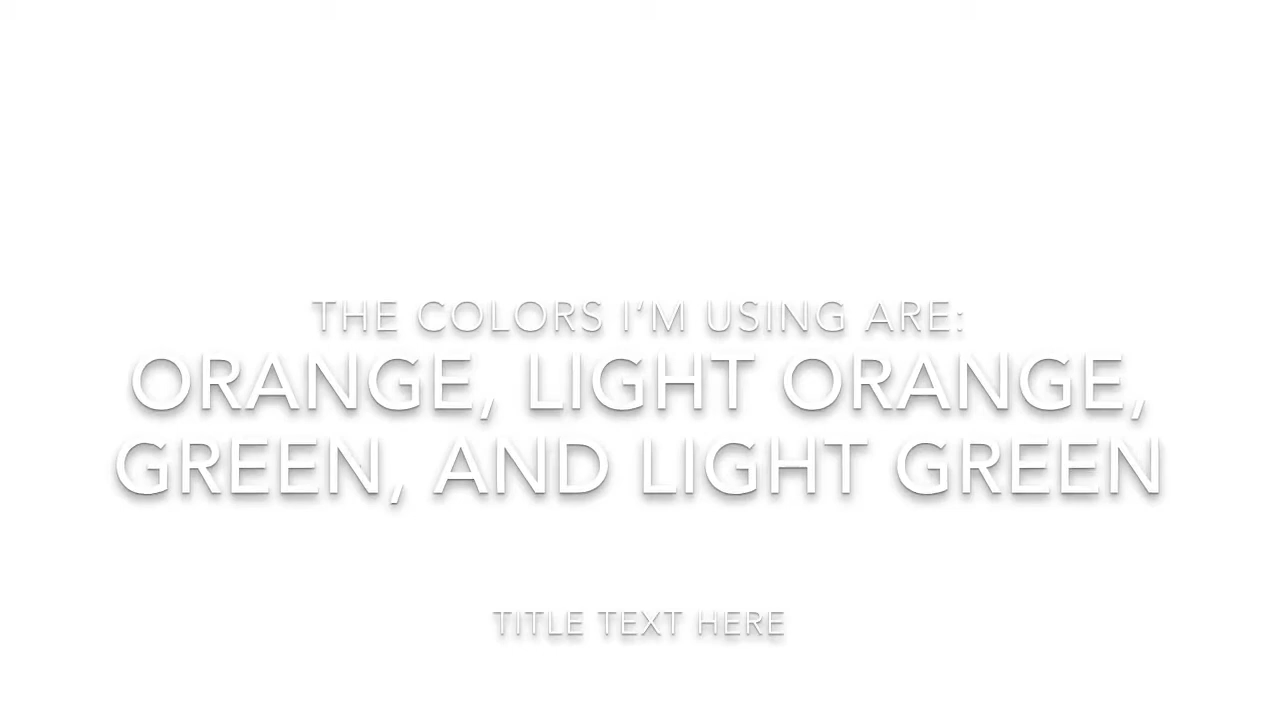 THE COLORS I’M USING ARE:
ORANGE, LIGHT ORANGE,
GREEN, AND LIGHT GREEN
TITLE TEXT HERE